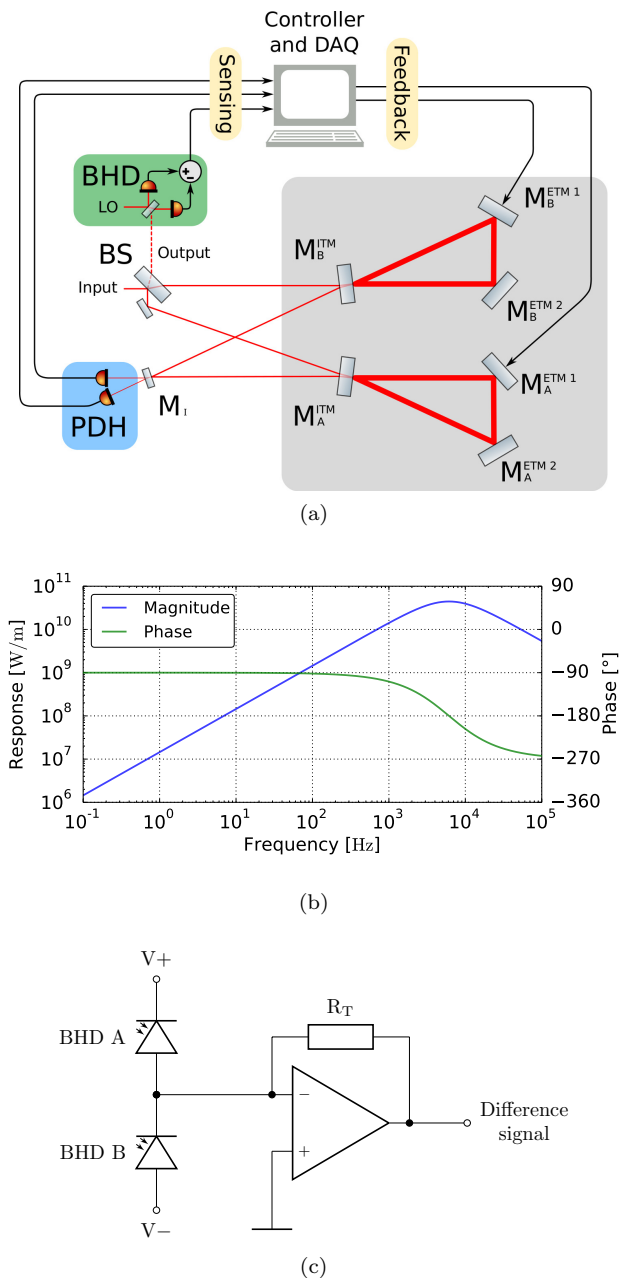 Controller
and DAQ
Sensing
Feedback
BHD
+
−
LO
BS
Output
Input
M_B^ITM
M_B^ETM 1
M_B^ETM 2
M_A^ETM 1
PDH
M_I
M_A^ITM
M_A^ETM 2
(a)
10^11
10^10
10^9
10^8
10^7
10^6
Response [W/m]
Magnitude
Phase
90
0
−90
−180
−270
−360
Phase [°]
10^-1 10^0 10^1 10^2 10^3 10^4 10^5
Frequency [Hz]
(b)
V+
R_T
BHD A
−
+
Difference
signal
BHD B
V−
(c)